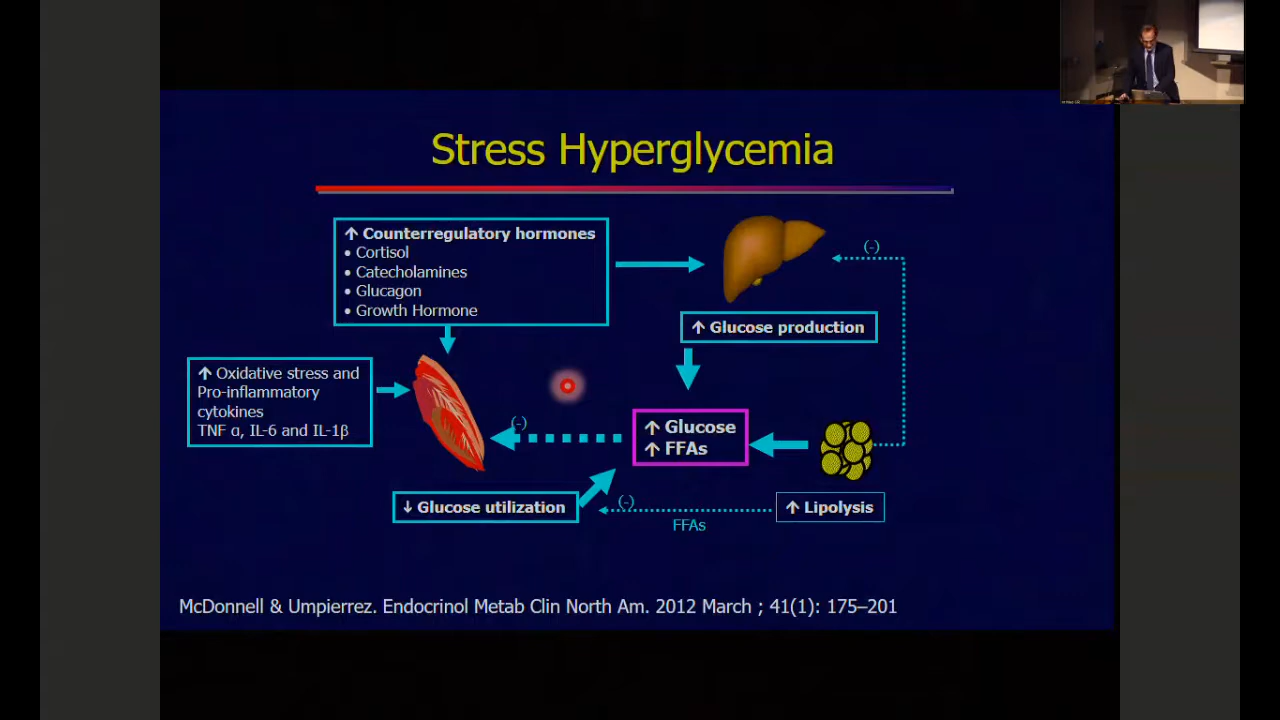 Stress Hyperglycemia
↑ Counterregulatory hormones
• Cortisol
• Catecholamines
• Glucagon
• Growth Hormone
(-)
↑ Glucose production
↑ Oxidative stress and
Pro-inflammatory
cytokines
TNF α, IL-6 and IL-1β
(-)
↑ Glucose
↑ FFAs
↓ Glucose utilization
(-)
FFAs
↑ Lipolysis
McDonnell & Umpierrez. Endocrinol Metab Clin North Am. 2012 March ; 41(1): 175–201